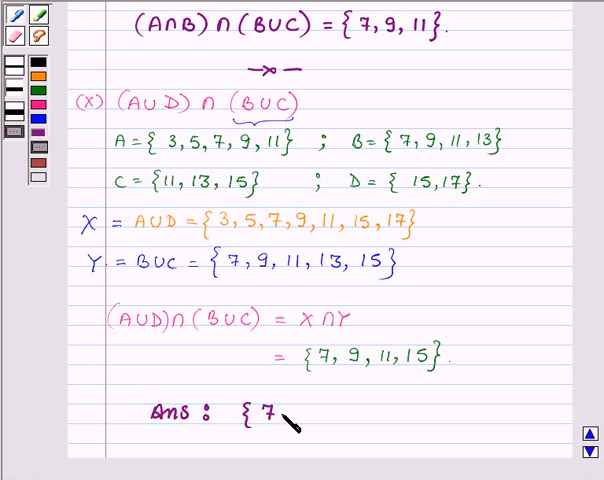 (A∩B) ∩ (B∪C) = {7, 9, 11}.
(X) (A∪D) ∩ (B∪C)
A = { 3, 5, 7, 9, 11} ; B = { 7, 9, 11, 13}
C = {11, 13, 15} ; D = { 15, 17}.
X = A∪D = {3, 5, 7, 9, 11, 15, 17}
Y = B∪C = { 7, 9, 11, 13, 15}
(A∪D)∩(B∪C) = X∩Y
= {7, 9, 11, 15}.
Ans : { 7